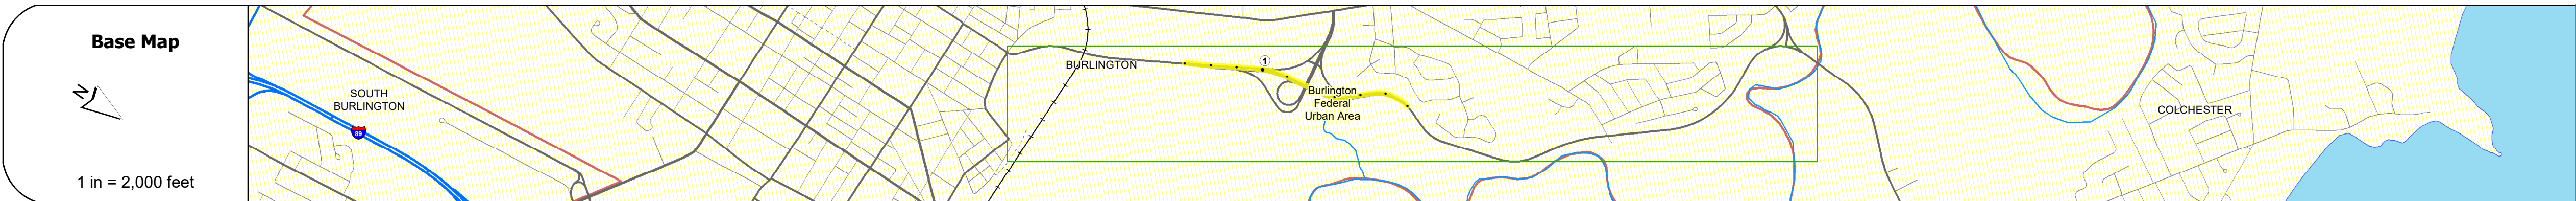 Base Map
N
1 in = 2,000 feet
SOUTH
BURLINGTON
89
BURLINGTON
1
Burlington
Federal
Urban Area
COLCHESTER